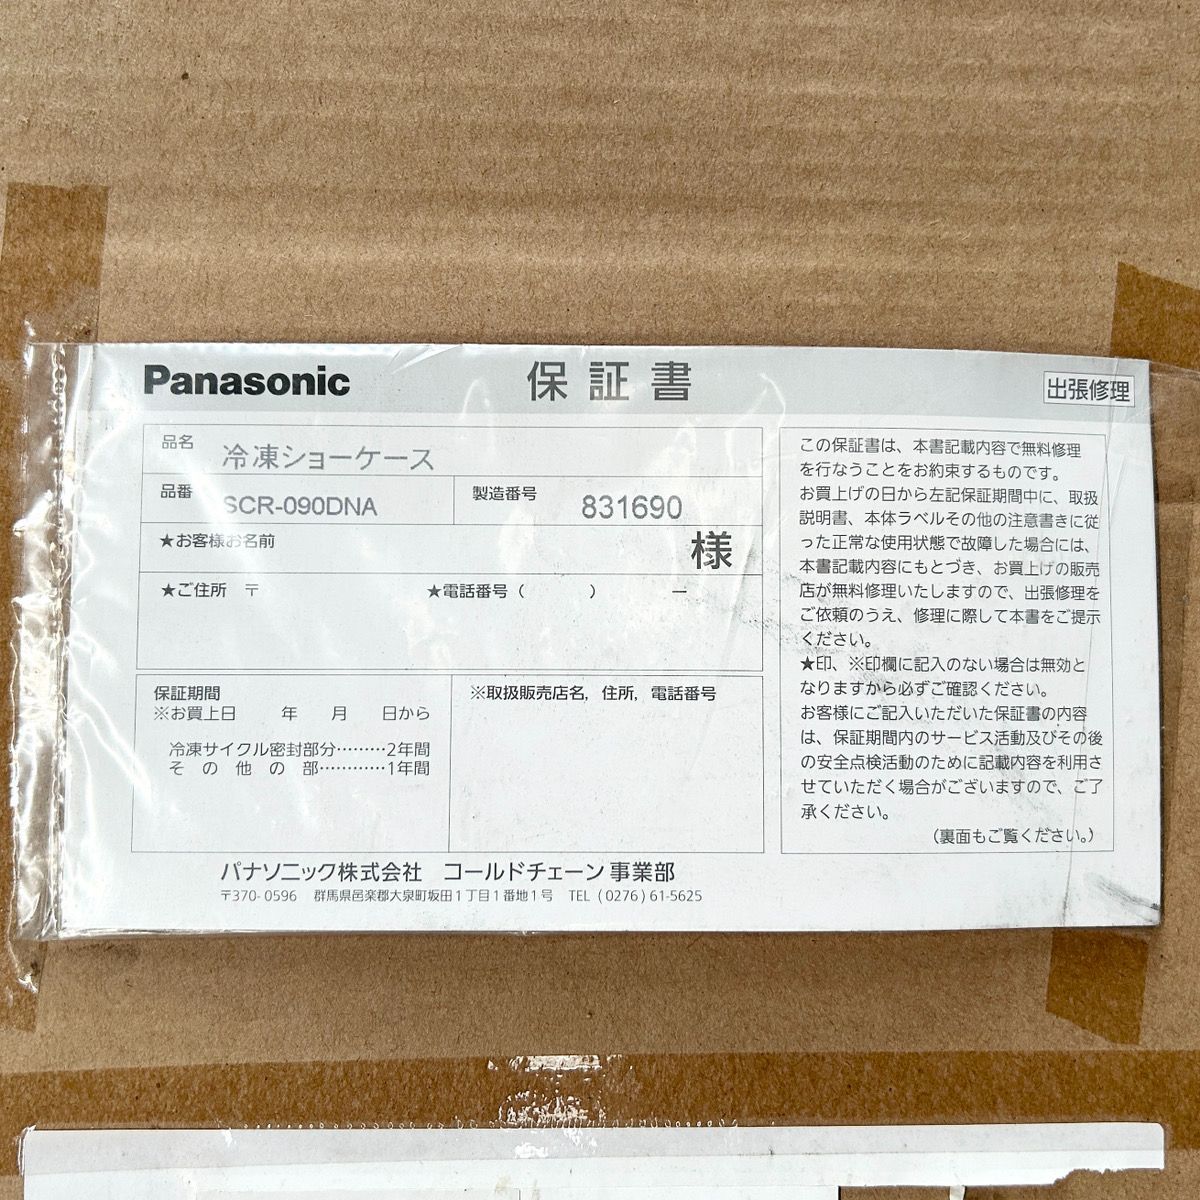 Panasonic
保証書
出張修理
品名 冷凍ショーケース
品番 SCR-090DNA 製造番号 831690
★お客様お名前 様
★ご住所 〒 ★電話番号 ( ) ー
保証期間
※お買上日 年 月 日から
冷凍サイクル密封部分………2年間
その他の部…………1年間
※取扱販売店名, 住所, 電話番号
この保証書は、本書記載内容で無料修理
を行なうことをお約束するものです。
お買上げの日から左記保証期間中に、取扱
説明書、本体ラベルその他の注意書きに従
った正常な使用状態で故障した場合には、
本書記載内容にもとづき、お買上げの販売
店が無料修理いたしますので、出張修理を
ご依頼のうえ、修理に際して本書をご提示
ください。
★印、※印欄に記入のない場合は無効と
なりますから必ずご確認ください。
お客様にご記入いただいた保証書の内容
は、保証期間内のサービス活動及びその後
の安全点検活動のために記載内容を利用さ
せていただく場合がございますので、ご了
承ください。
(裏面もご覧ください。)
パナソニック株式会社 コールドチェーン事業部
〒370-0596 群馬県邑楽郡大泉町坂田1丁目1番地1号 TEL (0276) 61-5625